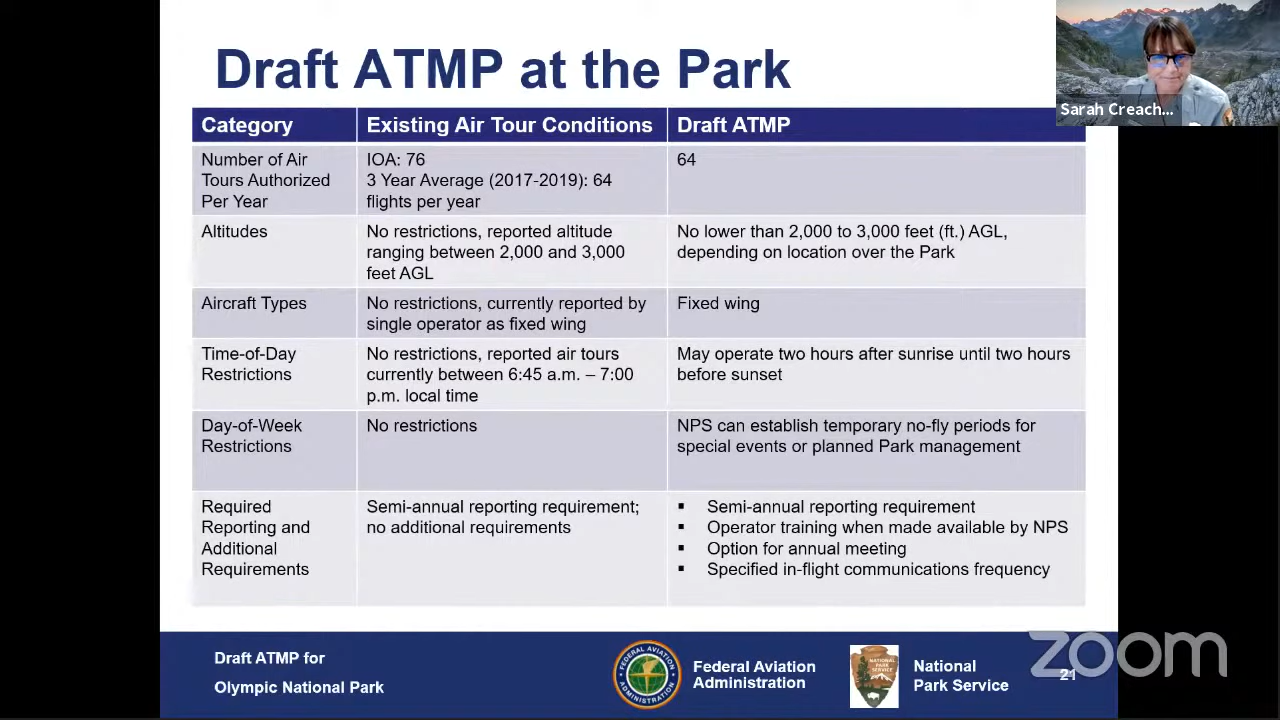 Draft ATMP at the Park
Sarah Creach...
Category
Existing Air Tour Conditions
Draft ATMP
Number of Air
Tours Authorized
Per Year
IOA: 76
3 Year Average (2017-2019): 64
flights per year
64
Altitudes
No restrictions, reported altitude
ranging between 2,000 and 3,000
feet AGL
No lower than 2,000 to 3,000 feet (ft.) AGL,
depending on location over the Park
Aircraft Types
No restrictions, currently reported by
single operator as fixed wing
Fixed wing
Time-of-Day
Restrictions
No restrictions, reported air tours
currently between 6:45 a.m. – 7:00
p.m. local time
May operate two hours after sunrise until two hours
before sunset
Day-of-Week
Restrictions
No restrictions
NPS can establish temporary no-fly periods for
special events or planned Park management
Required
Reporting and
Additional
Requirements
Semi-annual reporting requirement;
no additional requirements
▪ Semi-annual reporting requirement
▪ Operator training when made available by NPS
▪ Option for annual meeting
▪ Specified in-flight communications frequency
Draft ATMP for
Olympic National Park
FEDERAL AVIATION
ADMINISTRATION
Federal Aviation
Administration
NATIONAL
PARK
SERVICE
National
Park Service
21
zoom